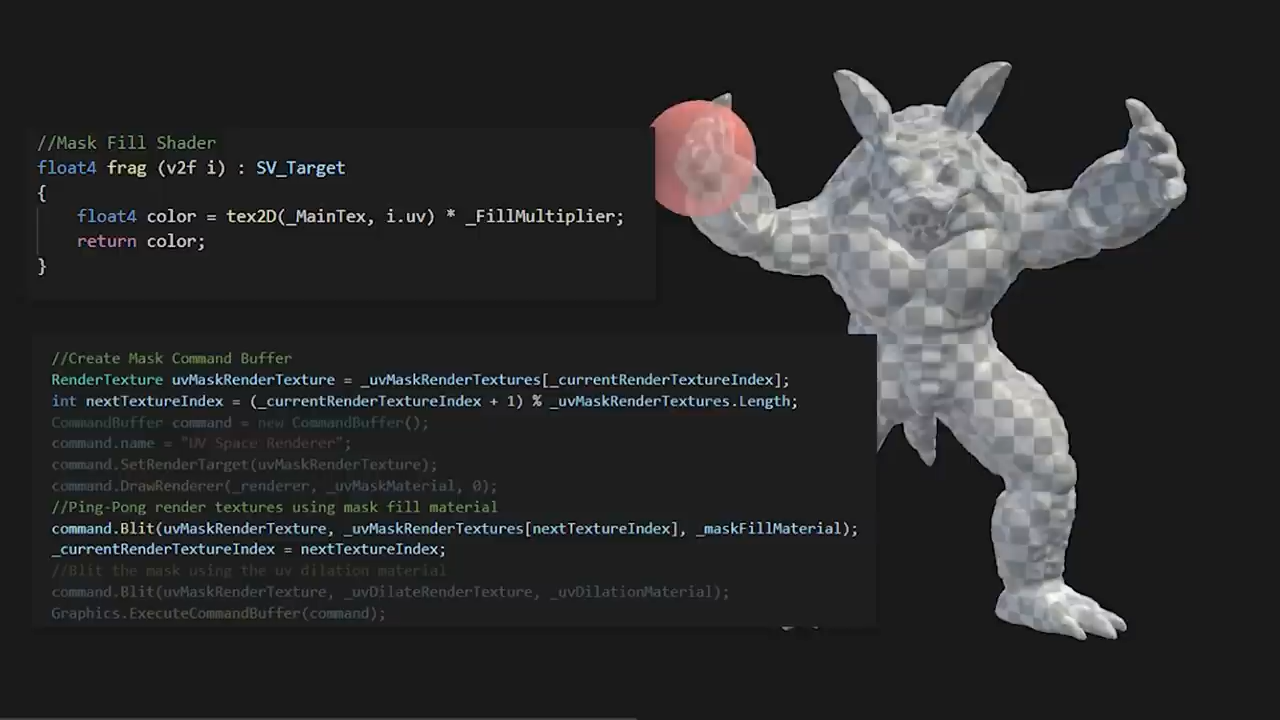 //Mask Fill Shader
float4 frag (v2f i) : SV_Target
{
float4 color = tex2D(_MainTex, i.uv) * _FillMultiplier;
return color;
}
//Create Mask Command Buffer
RenderTexture uvMaskRenderTexture = _uvMaskRenderTextures[_currentRenderTextureIndex];
int nextTextureIndex = (_currentRenderTextureIndex + 1) % _uvMaskRenderTextures.Length;
CommandBuffer command = new CommandBuffer();
command.name = "UV Space Renderer";
command.SetRenderTarget(uvMaskRenderTexture);
command.DrawRenderer(_renderer, _uvMaskMaterial, 0);
//Ping-Pong render textures using mask fill material
command.Blit(uvMaskRenderTexture, _uvMaskRenderTextures[nextTextureIndex], _maskFillMaterial);
_currentRenderTextureIndex = nextTextureIndex;
//Blit the mask using the uv dilation material
command.Blit(uvMaskRenderTexture, _uvDilateRenderTexture, _uvDilationMaterial);
Graphics.ExecuteCommandBuffer(command);